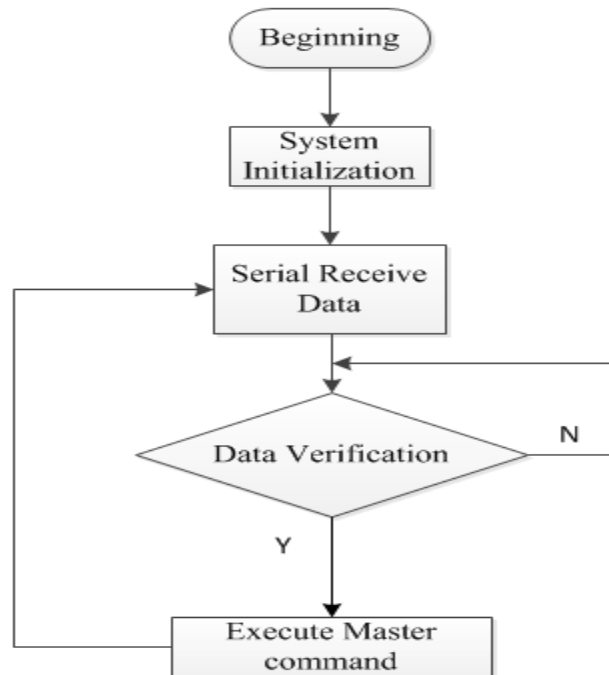 Beginning
System
Initialization
Serial Receive
Data
Data Verification
N
Y
Execute Master
command